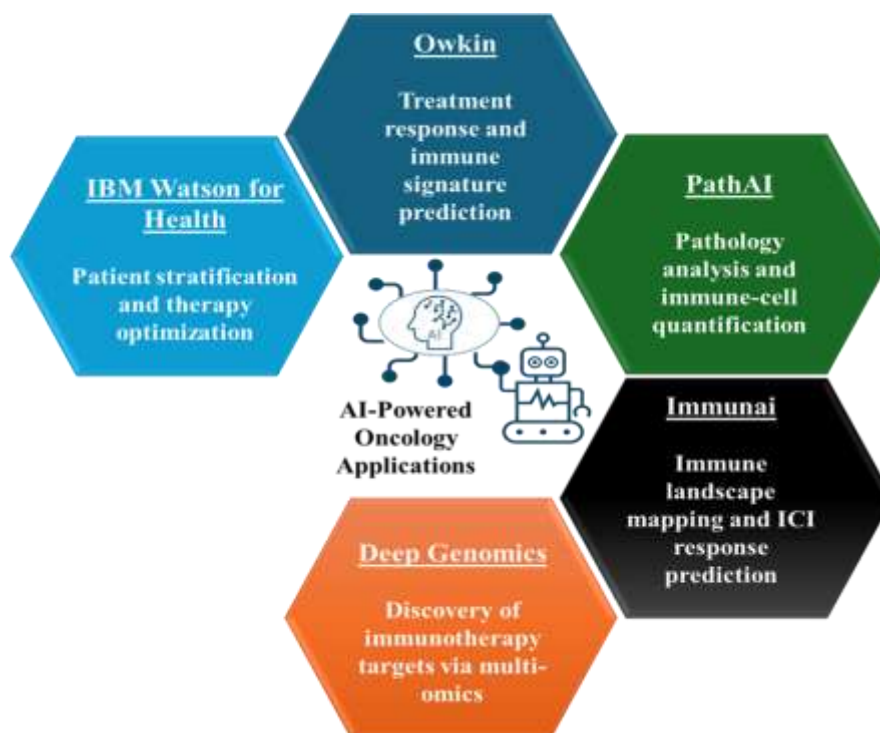 Owkin
Treatment
response and
immune
signature
prediction
IBM Watson for
Health
Patient stratification
and therapy
optimization
PathAI
Pathology
analysis and
immune-cell
quantification
AI
AI-Powered
Oncology
Applications
Immunai
Immune
landscape
mapping and ICI
response
prediction
Deep Genomics
Discovery of
immunotherapy
targets via multi-
omics